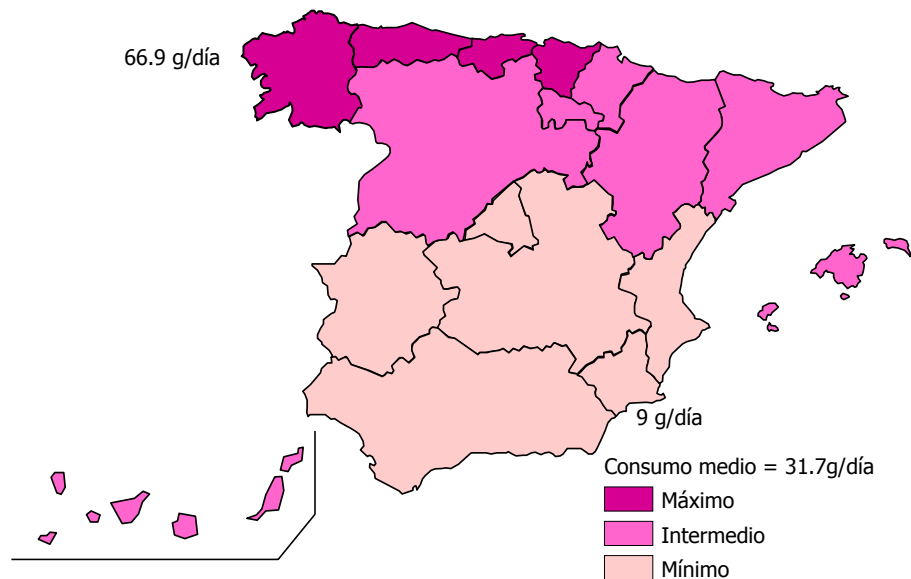 66.9 g/día
9 g/día
Consumo medio = 31.7g/día
Máximo
Intermedio
Mínimo